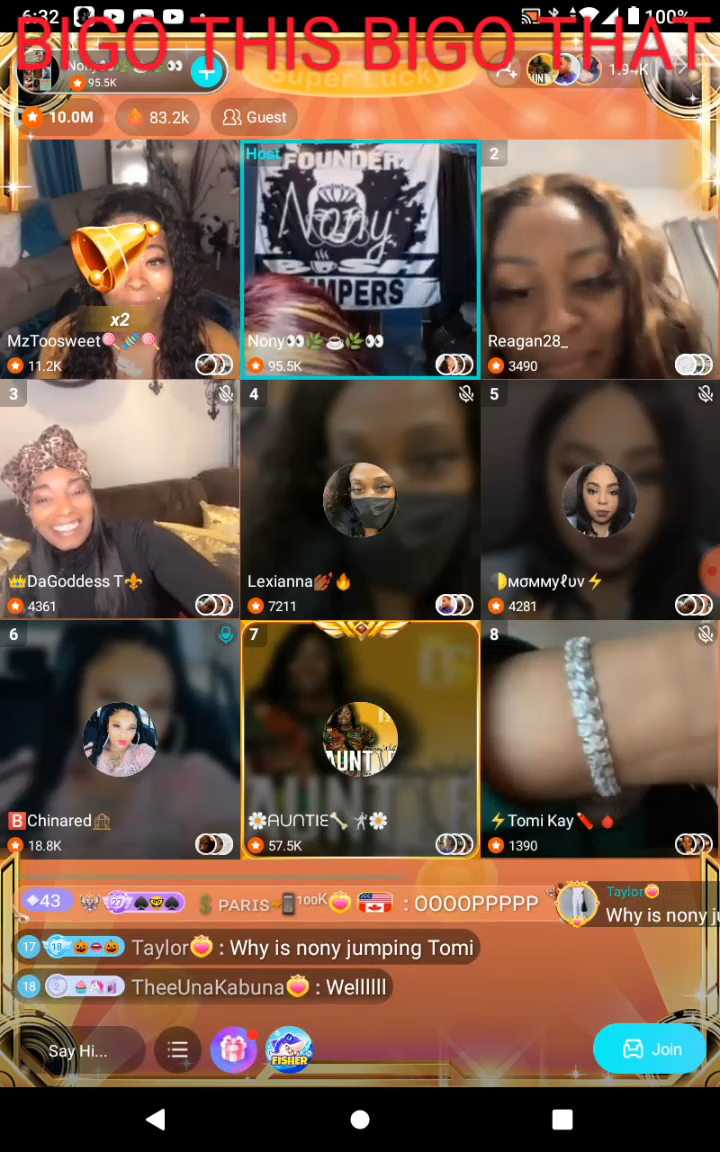 6:32
100%
BIGO THIS BIGO THAT
Super Lucky
95.5K
1.94K
10.0M
83.2k
Guest
Host
FOUNDER
Nony
x2
MzToosweet🍭🍬🍭
11.2K
Nony👀🌿☕🌿👀
95.5K
2
Reagan28_
3490
3
👑DaGoddess T⚜️
4361
4
Lexianna💅🏾🔥
7211
5
🌗мσммyℓυv⚡
4281
6
🅱️Chinared🏚
18.8K
7
AUNTIE
🌼AUNTIE🦴🤺🌼
57.5K
8
⚡Tomi Kay🧨🩸
1390
43
27
💲PARIS📲¹⁰⁰ᴷ : OOOOPPPPP
Taylor
Why is nony ju
17 18 Taylor : Why is nony jumping Tomi
18 2 TheeUnaKabuna : Wellllll
Say Hi...
FISHER
Join